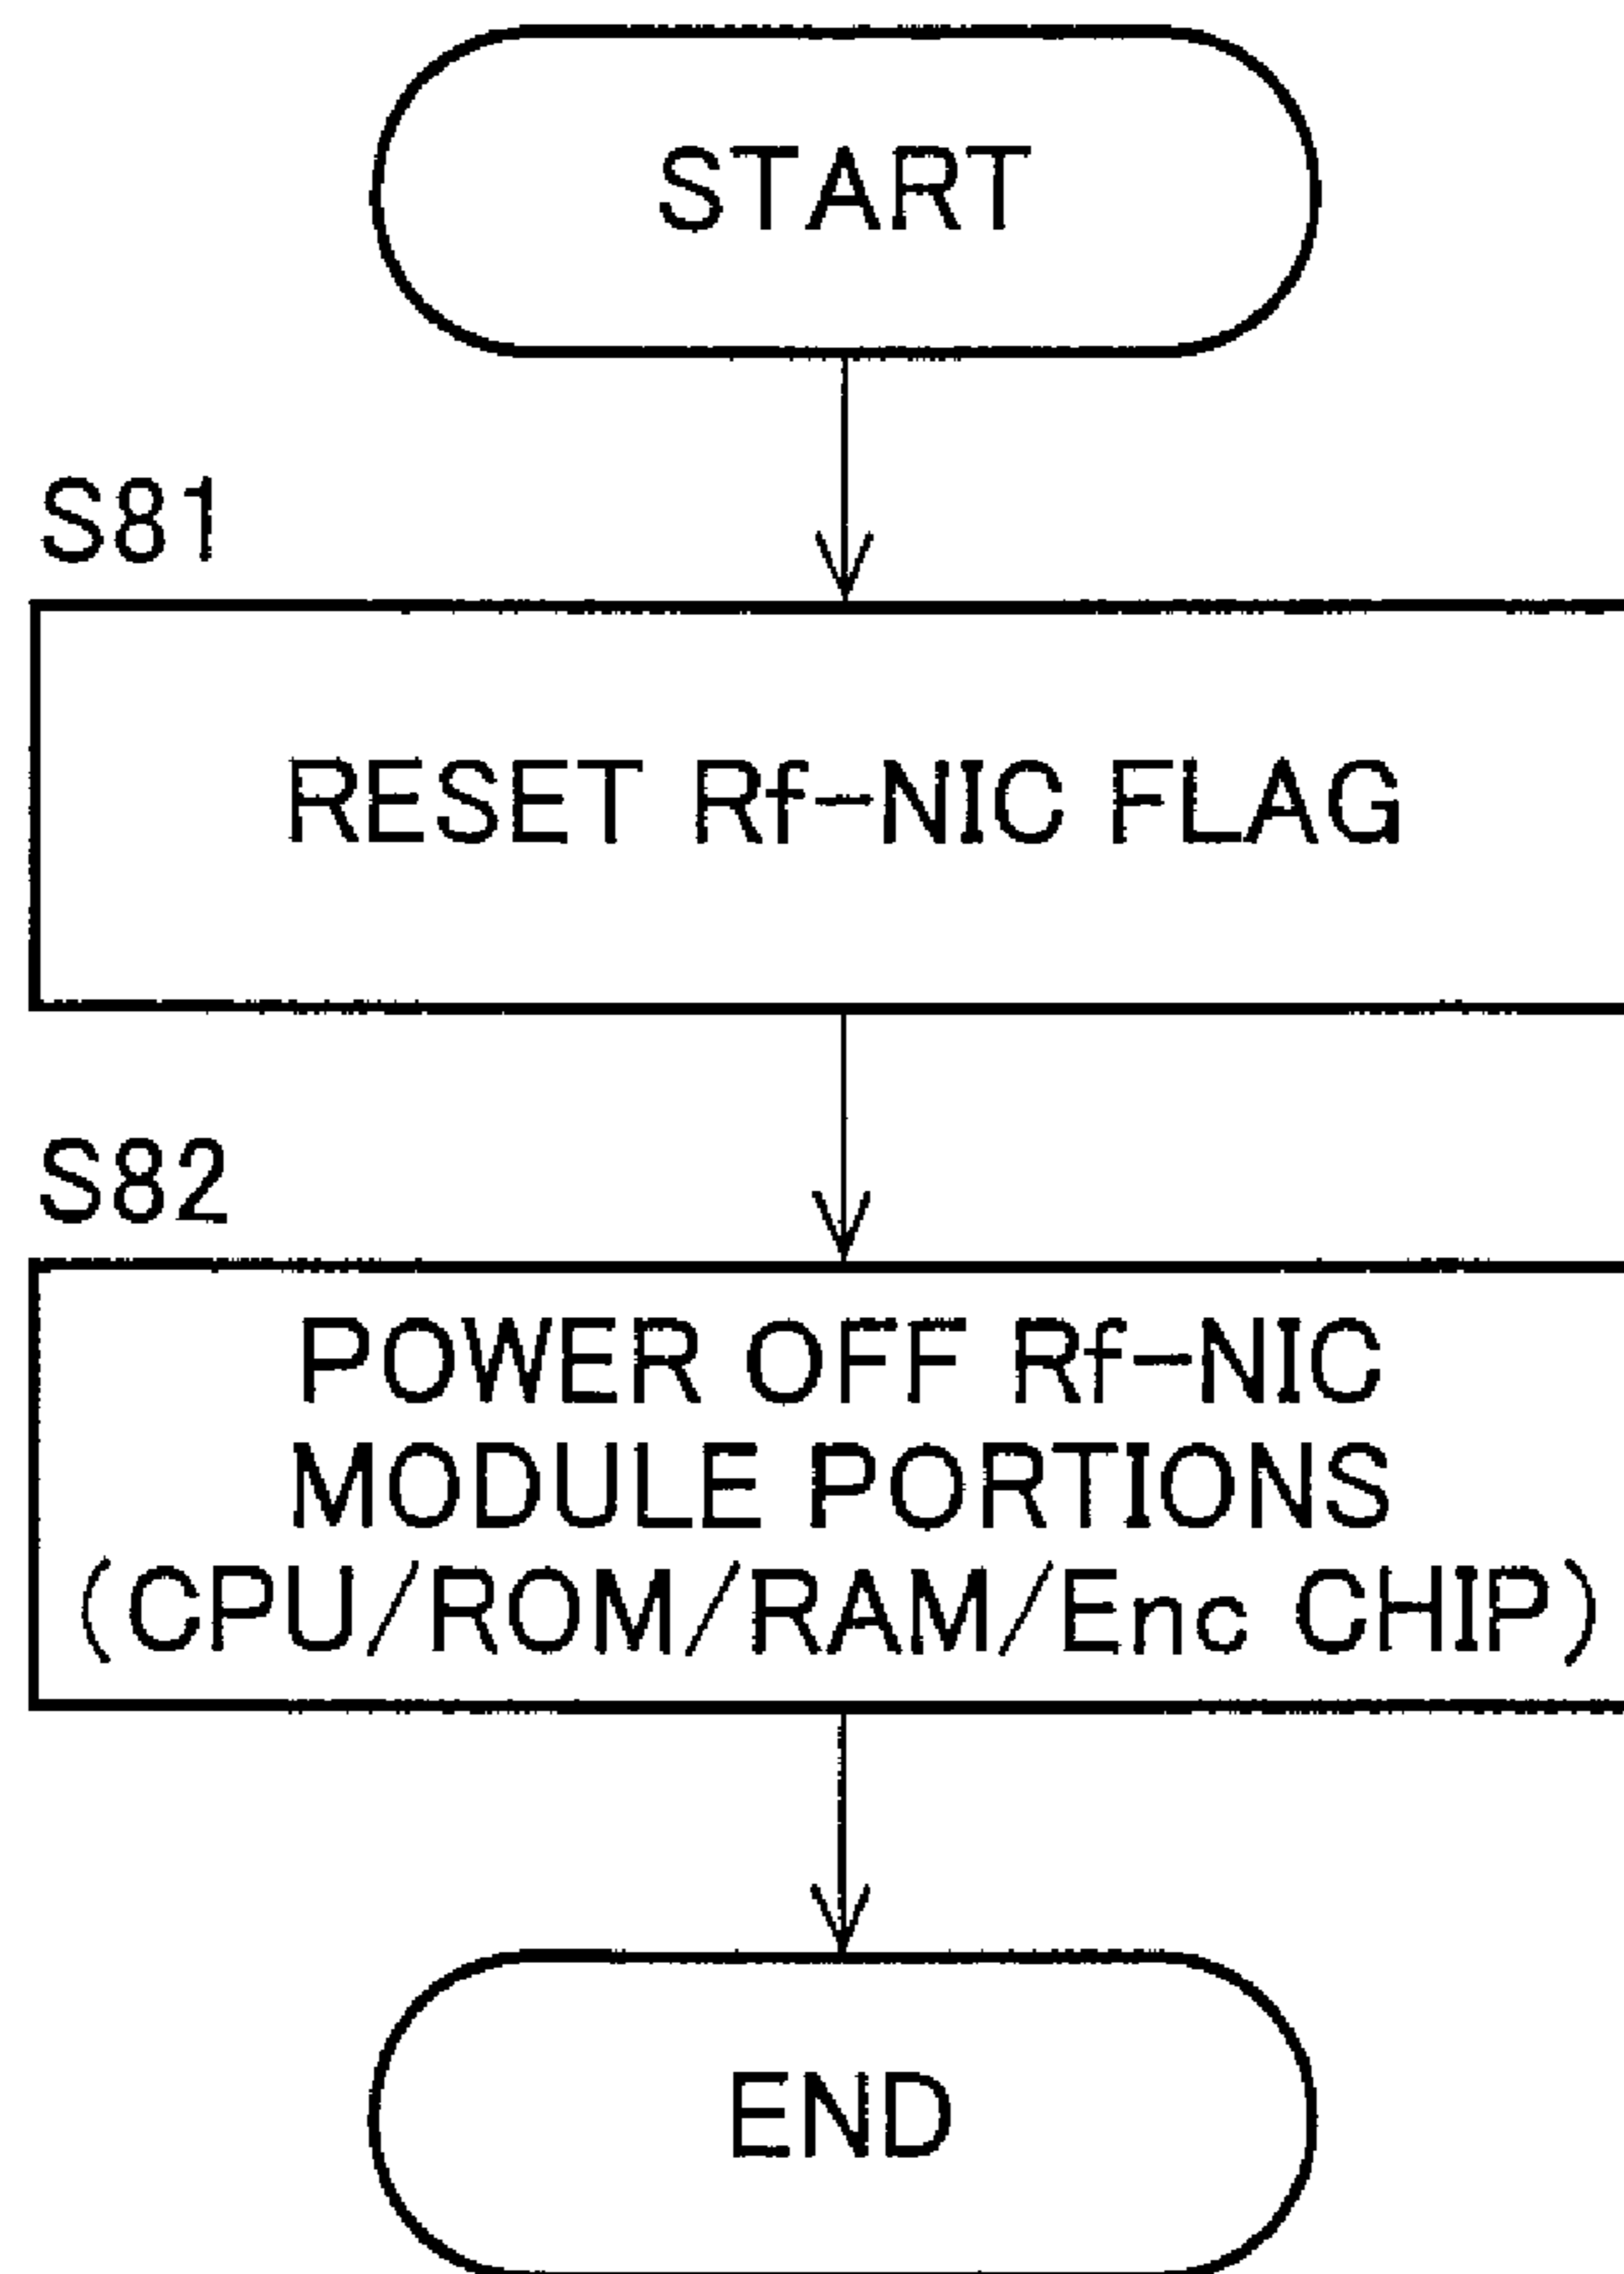 START
S81
RESET Rf-NIC FLAG
S82
POWER OFF Rf-NIC
MODULE PORTIONS
(CPU/ROM/RAM/Enc CHIP)
END